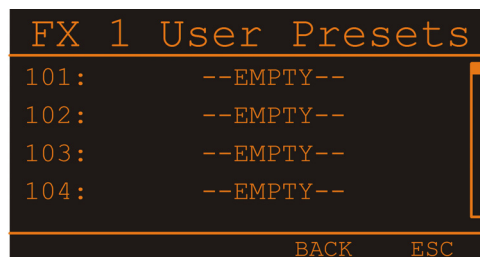 FX 1 User Presets
101: --EMPTY--
102: --EMPTY--
103: --EMPTY--
104: --EMPTY--
BACK ESC